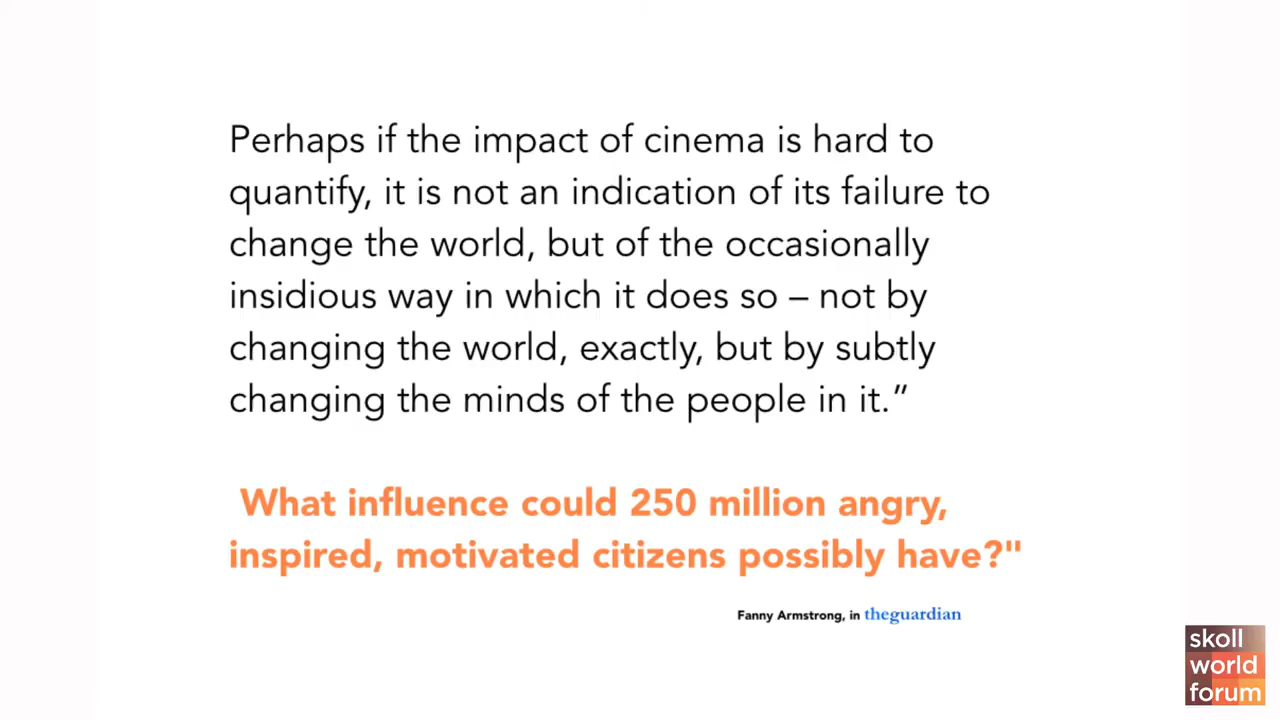 Perhaps if the impact of cinema is hard to
quantify, it is not an indication of its failure to
change the world, but of the occasionally
insidious way in which it does so – not by
changing the world, exactly, but by subtly
changing the minds of the people in it.”
What influence could 250 million angry,
inspired, motivated citizens possibly have?"
Fanny Armstrong, in theguardian
skoll
world
forum